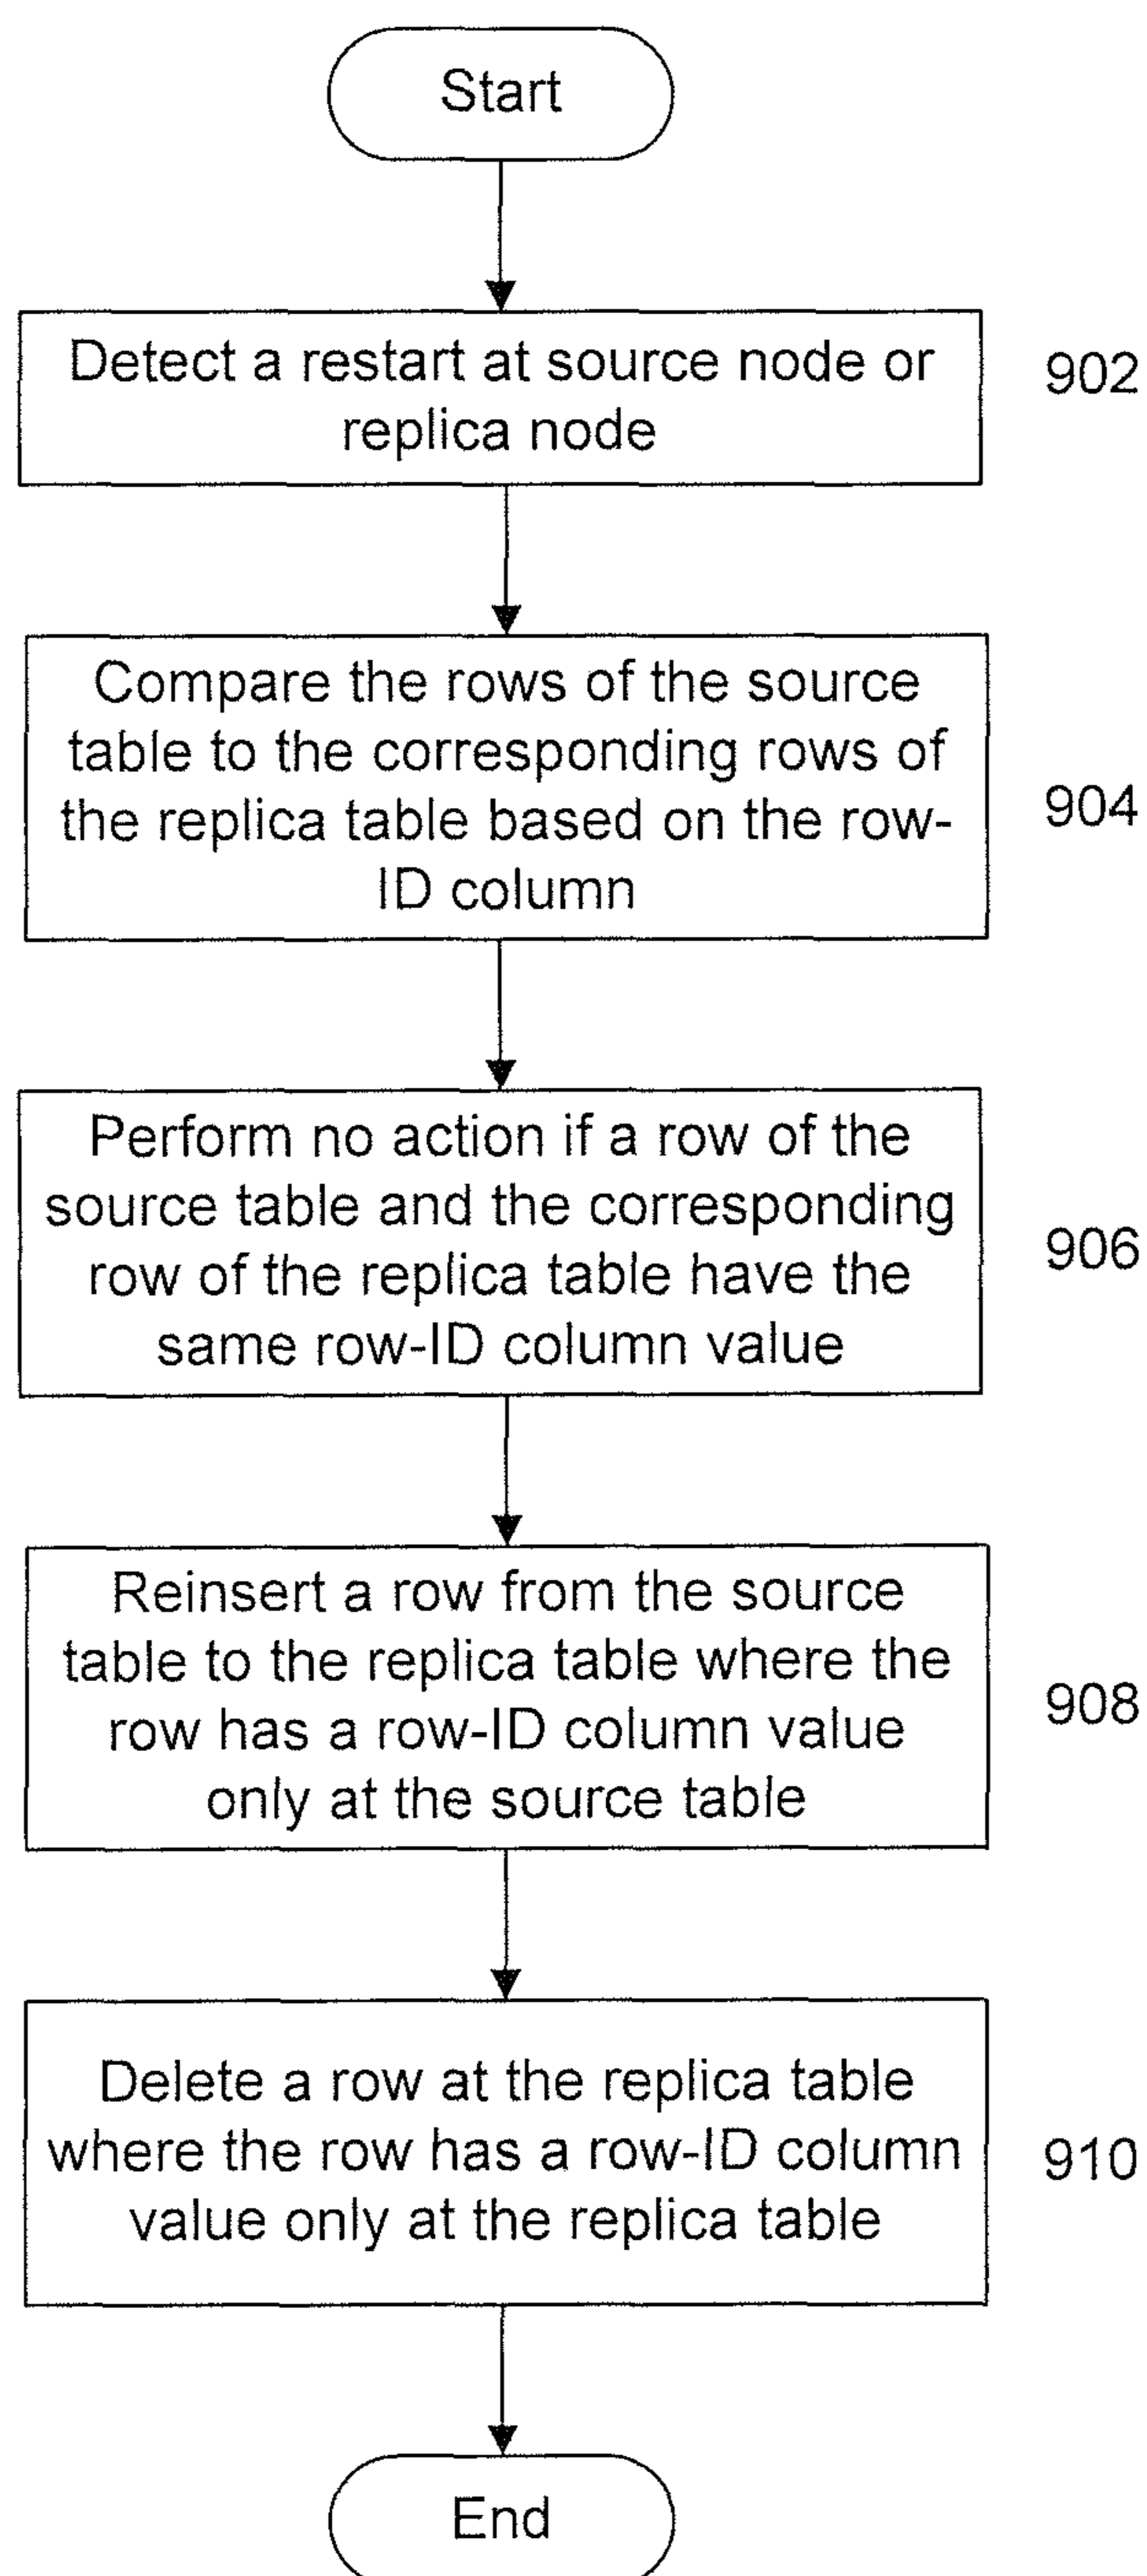 Start
Detect a restart at source node or
replica node
902
Compare the rows of the source
table to the corresponding rows of
the replica table based on the row-
ID column
904
Perform no action if a row of the
source table and the corresponding
row of the replica table have the
same row-ID column value
906
Reinsert a row from the source
table to the replica table where the
row has a row-ID column value
only at the source table
908
Delete a row at the replica table
where the row has a row-ID column
value only at the replica table
910
End